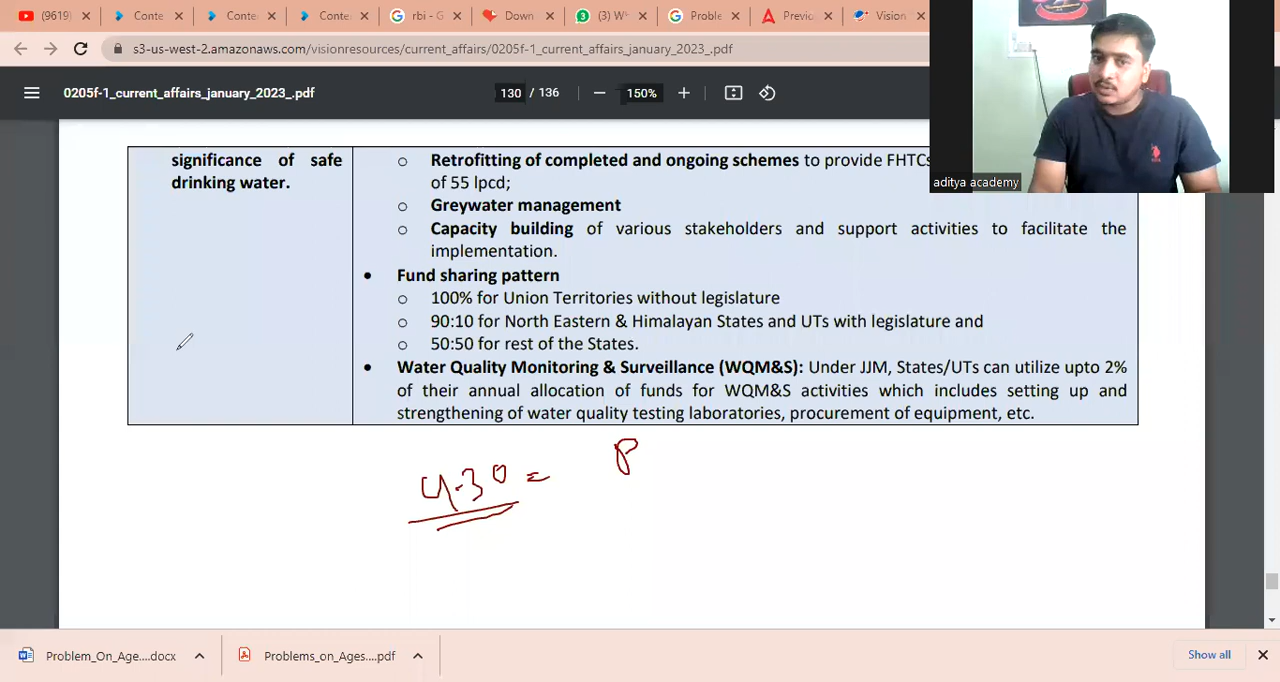 (9619)
Conte
Conte
Conte
rbi - G
Down
(3) W
Proble
Previo
Vision
s3-us-west-2.amazonaws.com/visionresources/current_affairs/0205f-1_current_affairs_january_2023_.pdf
0205f-1_current_affairs_january_2023_.pdf
130 / 136
150%
aditya academy
significance of safe
drinking water.
Retrofitting of completed and ongoing schemes to provide FHTCs
of 55 lpcd;
Greywater management
Capacity building of various stakeholders and support activities to facilitate the
implementation.
Fund sharing pattern
100% for Union Territories without legislature
90:10 for North Eastern & Himalayan States and UTs with legislature and
50:50 for rest of the States.
Water Quality Monitoring & Surveillance (WQM&S): Under JJM, States/UTs can utilize upto 2%
of their annual allocation of funds for WQM&S activities which includes setting up and
strengthening of water quality testing laboratories, procurement of equipment, etc.
P
4.30 =
Problem_On_Age....docx
Problems_on_Ages....pdf
Show all